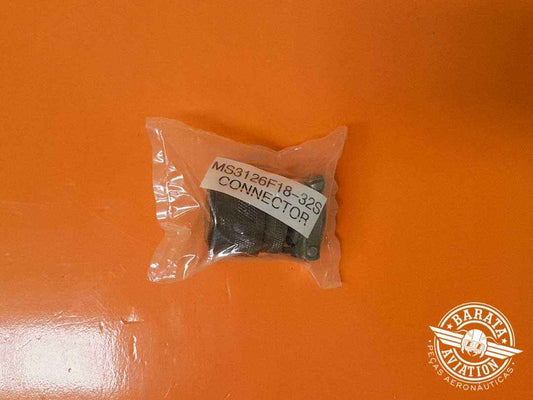 MS3126F18-32S
CONNECTOR
BARATA
AVIATION
PEÇAS AERONÁUTICAS